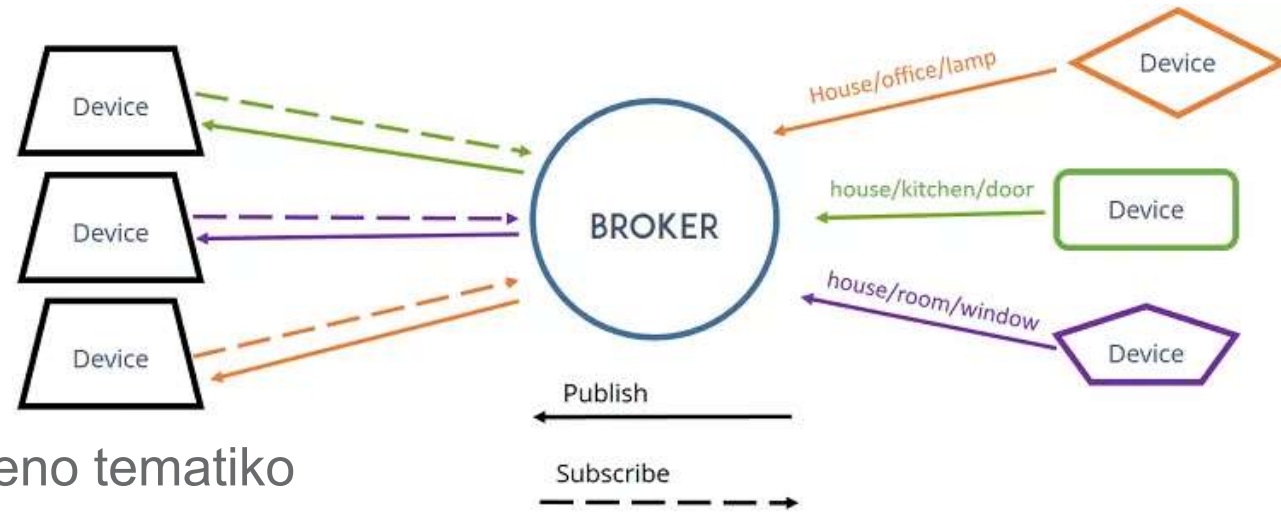 Device
Device
Device
BROKER
House/office/lamp
house/kitchen/door
house/room/window
Device
Device
Device
Publish
Subscribe
eno tematiko